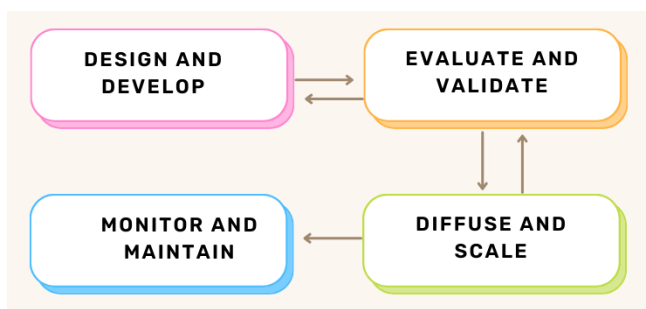 DESIGN AND
DEVELOP
EVALUATE AND
VALIDATE
MONITOR AND
MAINTAIN
DIFFUSE AND
SCALE